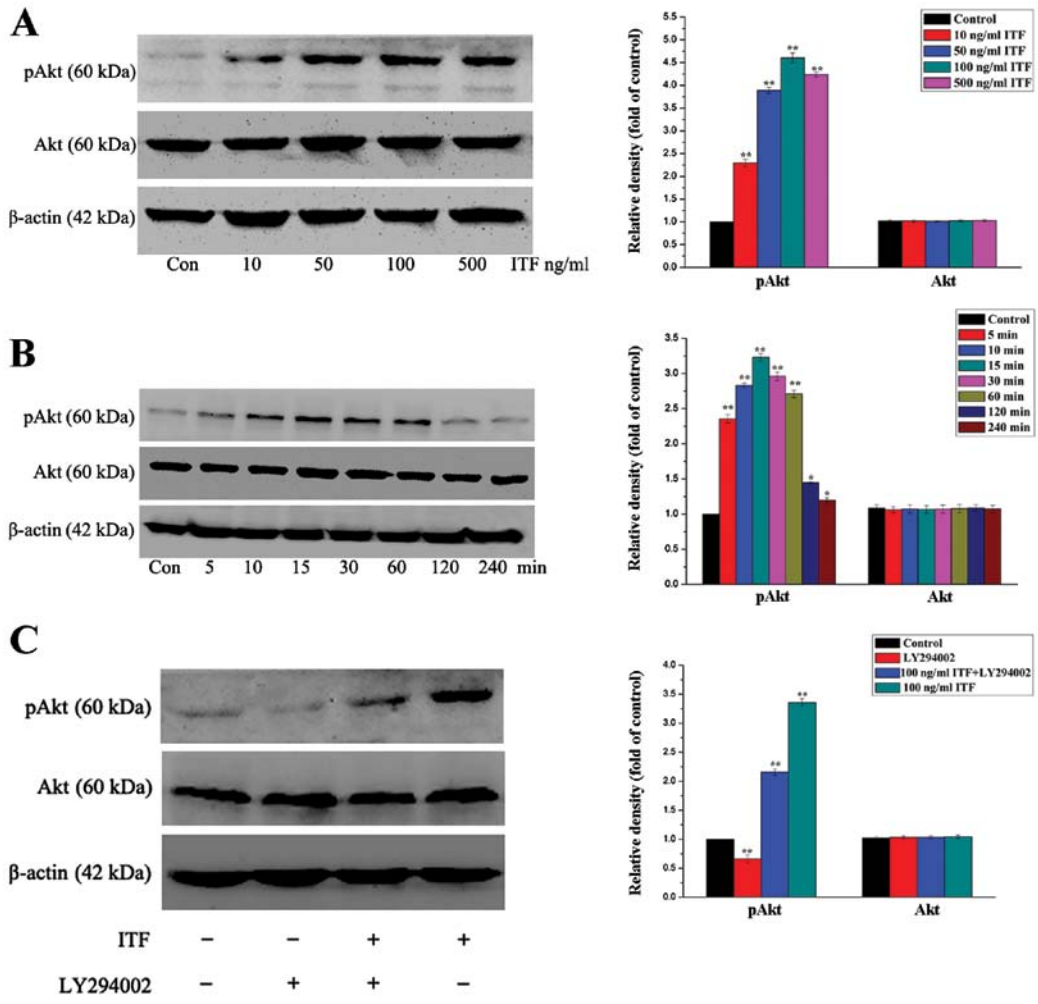 A
pAkt (60 kDa)
Akt (60 kDa)
β-actin (42 kDa)
Con 10 50 100 500 ITF ng/ml
Relative density (fold of control)
5.5
5.0
4.5
4.0
3.5
3.0
2.5
2.0
1.5
1.0
0.5
0.0
** ** ** **
pAkt Akt
Control
10 ng/ml ITF
50 ng/ml ITF
100 ng/ml ITF
500 ng/ml ITF
B
pAkt (60 kDa)
Akt (60 kDa)
β-actin (42 kDa)
Con 5 10 15 30 60 120 240 min
Relative density (fold of control)
3.5
3.0
2.5
2.0
1.5
1.0
0.5
0.0
** ** ** ** ** * *
pAkt Akt
Control
5 min
10 min
15 min
30 min
60 min
120 min
240 min
C
pAkt (60 kDa)
Akt (60 kDa)
β-actin (42 kDa)
ITF − − + +
LY294002 − + + −
Relative density (fold of control)
4.0
3.5
3.0
2.5
2.0
1.5
1.0
0.5
0.0
** ## **
pAkt Akt
Control
LY294002
100 ng/ml ITF+LY294002
100 ng/ml ITF